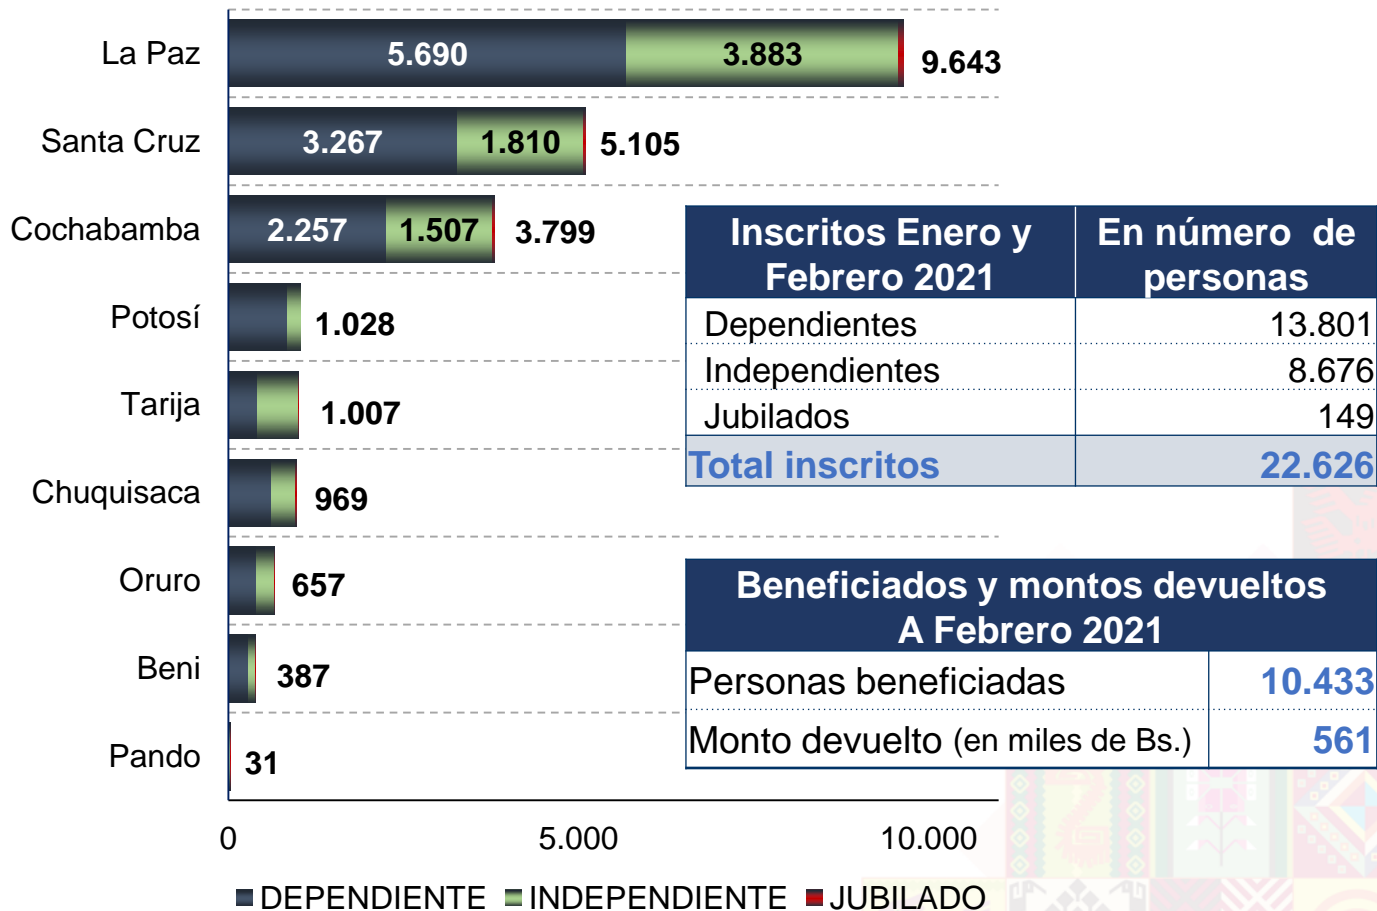 La Paz 5.690 3.883 9.643
Santa Cruz 3.267 1.810 5.105
Cochabamba 2.257 1.507 3.799
Potosí 1.028
Tarija 1.007
Chuquisaca 969
Oruro 657
Beni 387
Pando 31
0 5.000 10.000
DEPENDIENTE INDEPENDIENTE JUBILADO
Inscritos Enero y
Febrero 2021
En número de
personas
Dependientes 13.801
Independientes 8.676
Jubilados 149
Total inscritos 22.626
Beneficiados y montos devueltos
A Febrero 2021
Personas beneficiadas 10.433
Monto devuelto (en miles de Bs.) 561